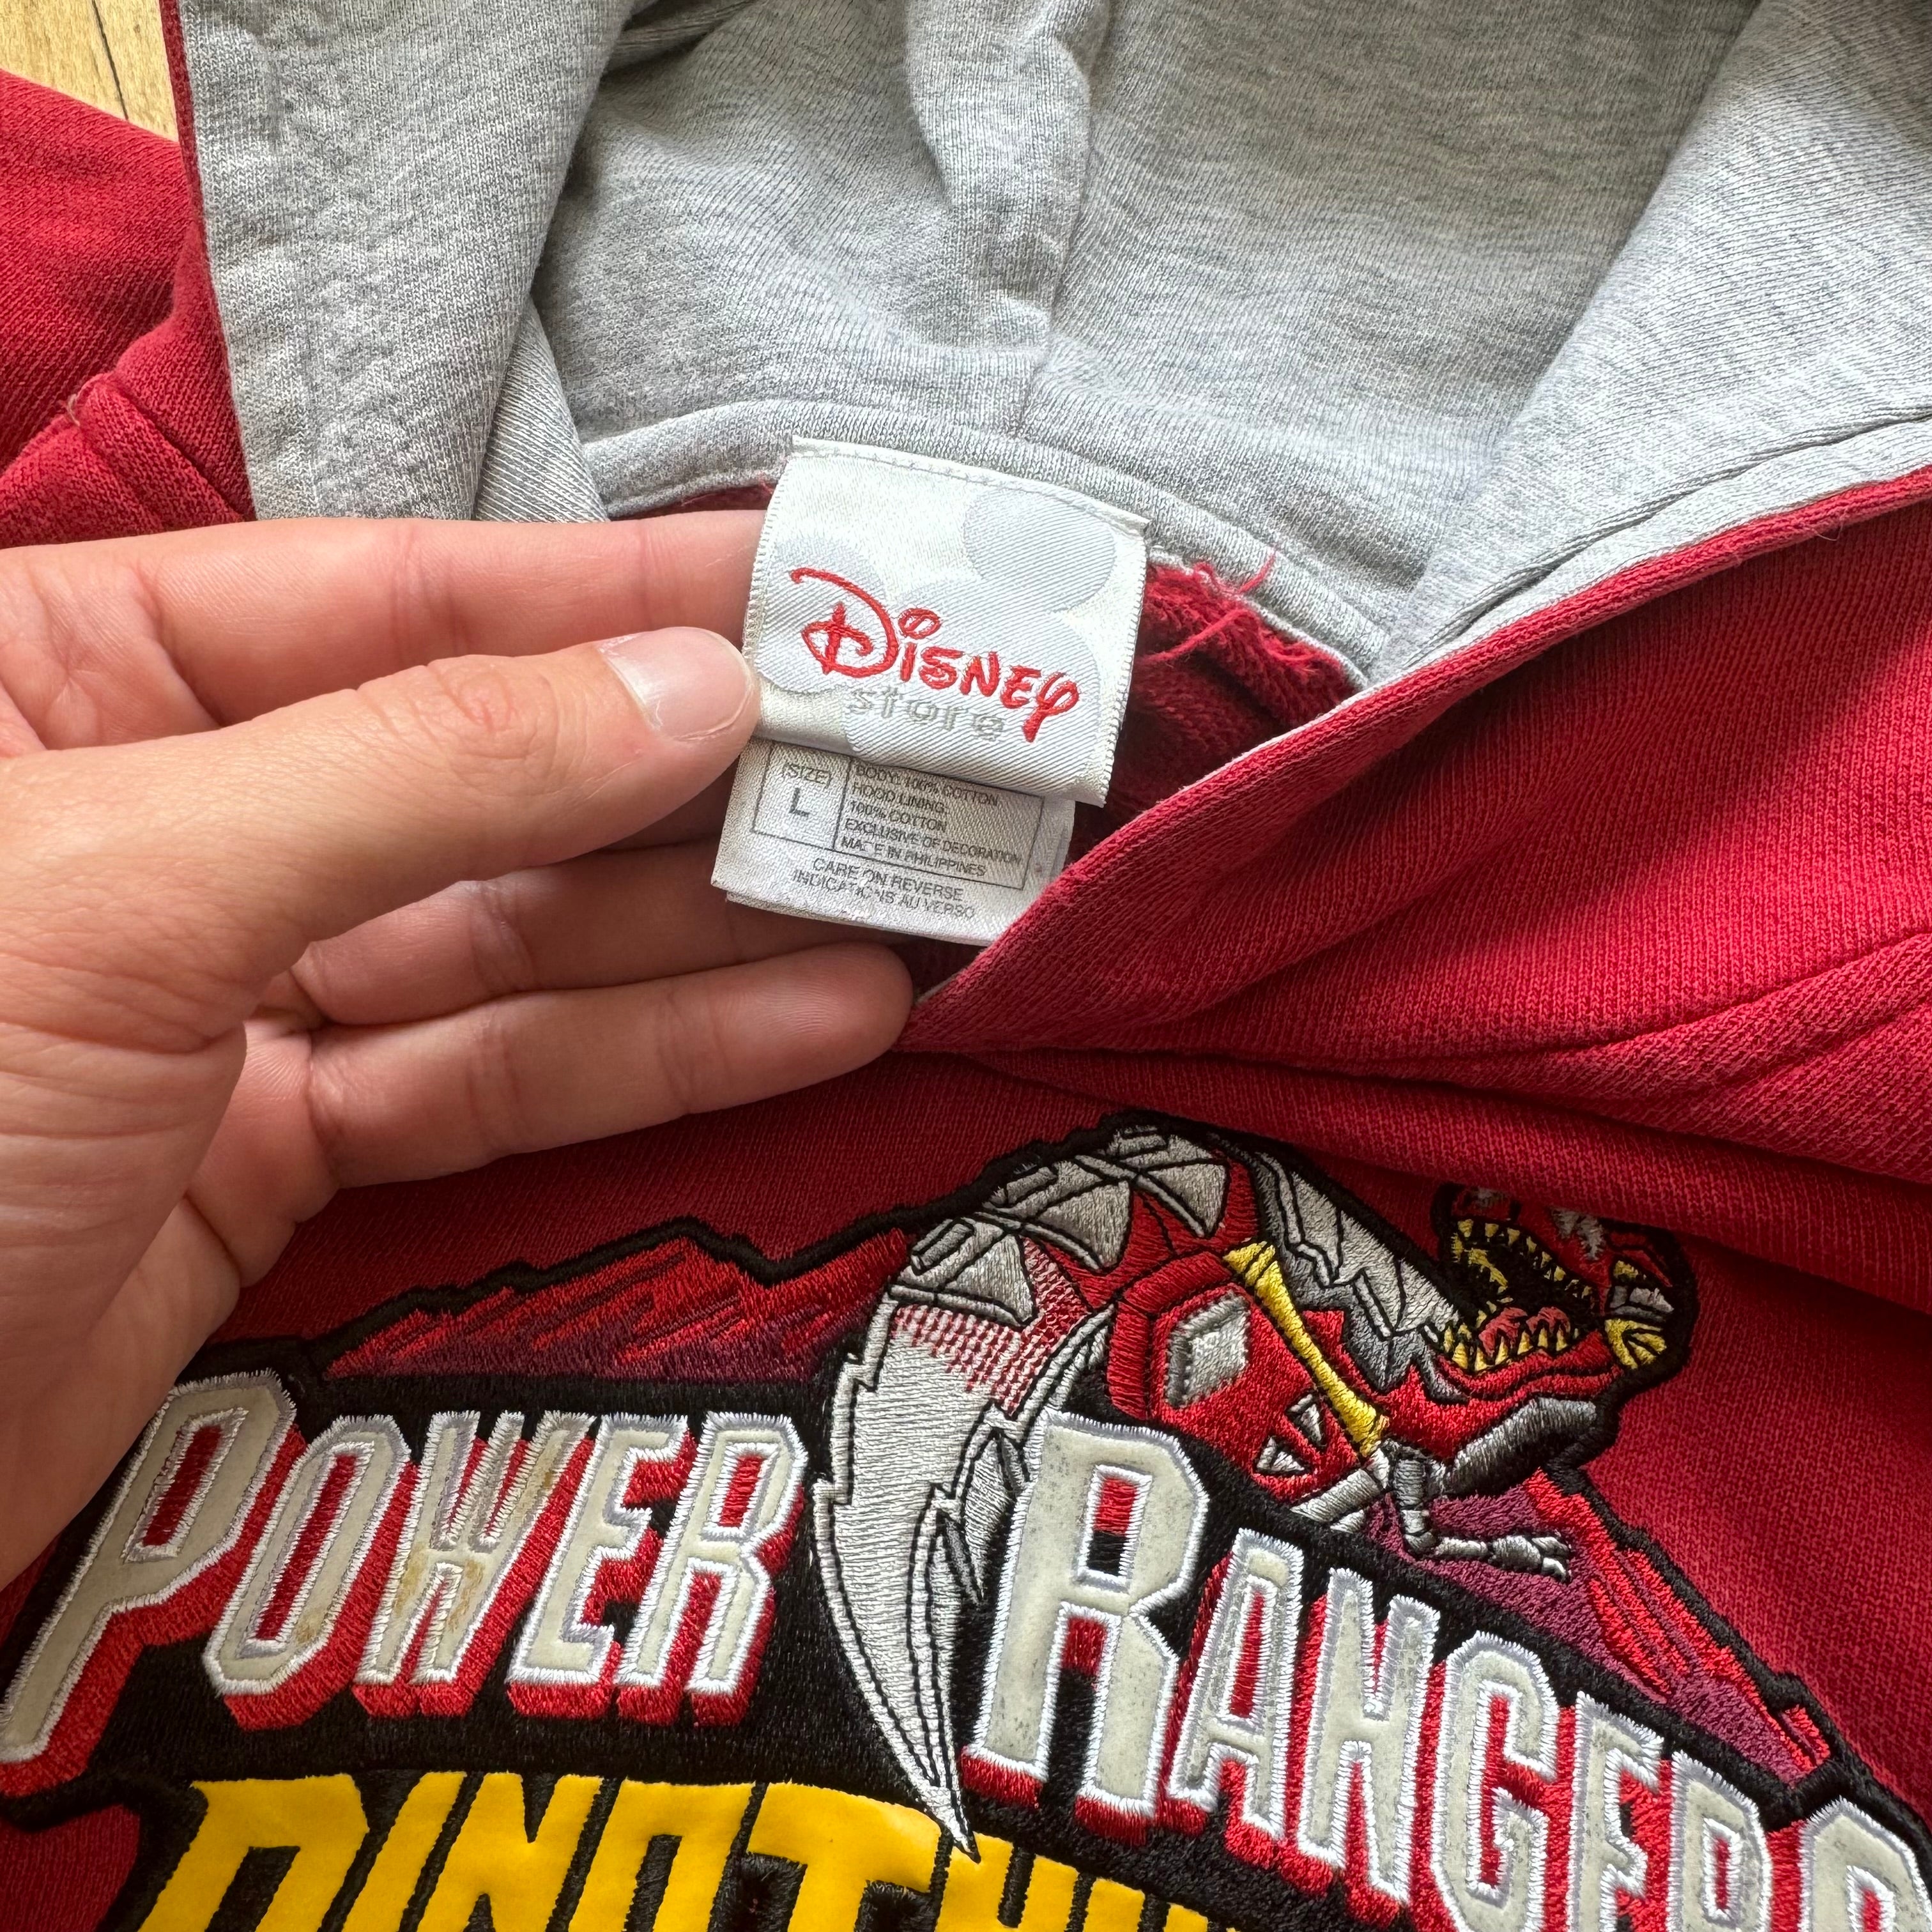 Disney
store
(SIZE)
L
BODY: 100% COTTON
HOOD LINING:
100% COTTON
EXCLUSIVE OF DECORATION
MADE IN PHILIPPINES
CARE ON REVERSE
INDICATIONS AU VERSO
POWER RANGERS
DINOTHU